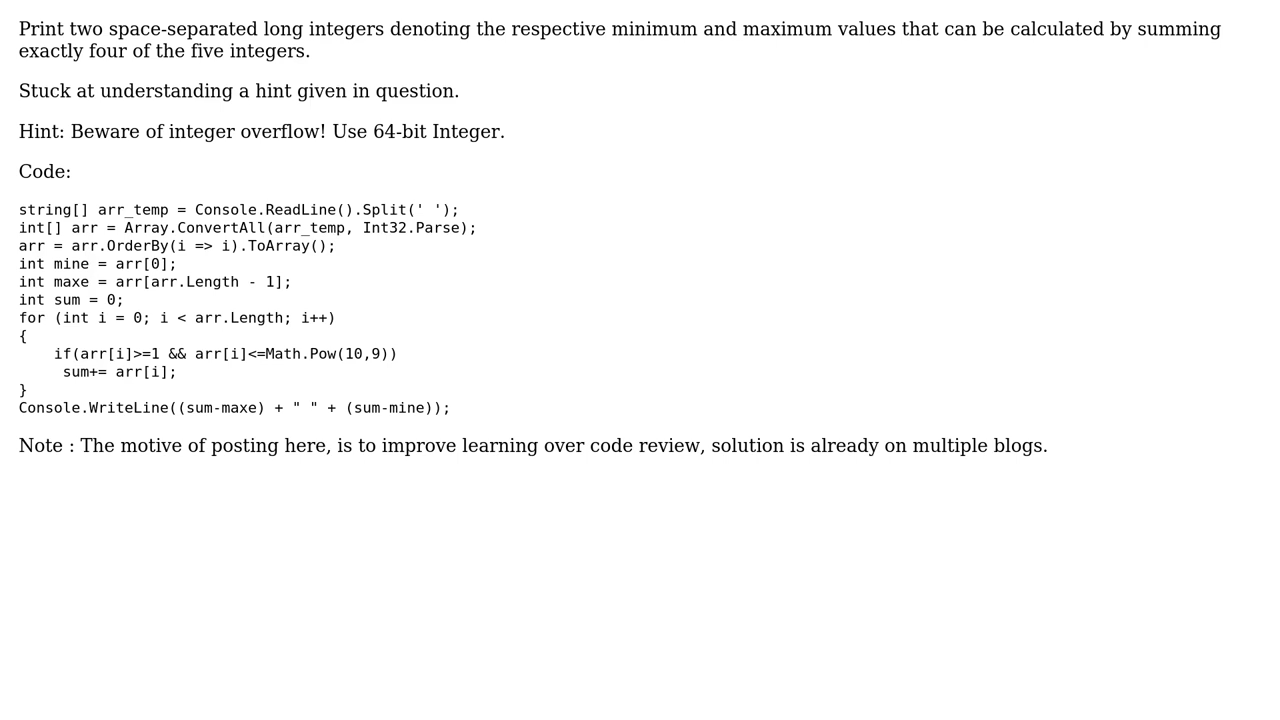 Print two space-separated long integers denoting the respective minimum and maximum values that can be calculated by summing
exactly four of the five integers.
Stuck at understanding a hint given in question.
Hint: Beware of integer overflow! Use 64-bit Integer.
Code:
string[] arr_temp = Console.ReadLine().Split(' ');
int[] arr = Array.ConvertAll(arr_temp, Int32.Parse);
arr = arr.OrderBy(i => i).ToArray();
int mine = arr[0];
int maxe = arr[arr.Length - 1];
int sum = 0;
for (int i = 0; i < arr.Length; i++)
{
    if(arr[i]>=1 && arr[i]<=Math.Pow(10,9))
     sum+= arr[i];
}
Console.WriteLine((sum-maxe) + " " + (sum-mine));
Note : The motive of posting here, is to improve learning over code review, solution is already on multiple blogs.